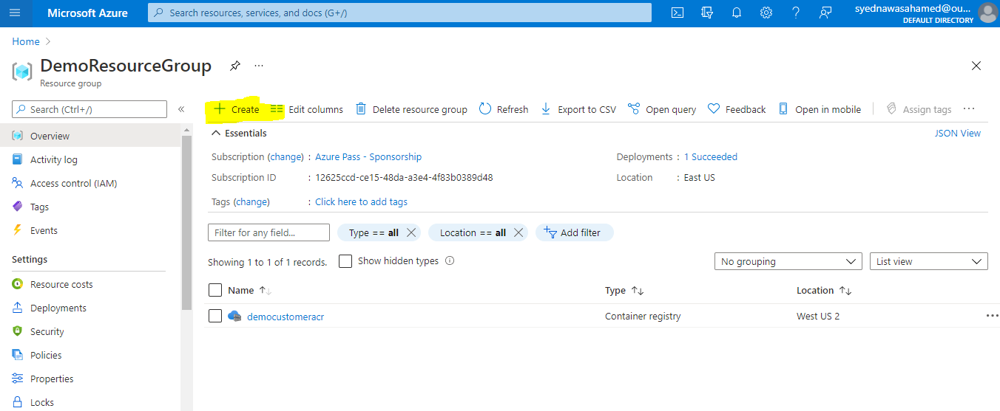 Microsoft Azure
Search resources, services, and docs (G+/)
syednawasahamed@ou...
DEFAULT DIRECTORY
Home
DemoResourceGroup
...
Resource group
Search (Ctrl+/)
«
Create
Edit columns
Delete resource group
Refresh
Export to CSV
Open query
Feedback
Open in mobile
Assign tags
...
Overview
Activity log
Access control (IAM)
Tags
Events
Settings
Resource costs
Deployments
Security
Policies
Properties
Locks
Essentials
JSON View
Subscription (change) : Azure Pass - Sponsorship
Deployments : 1 Succeeded
Subscription ID : 12625ccd-ce15-48da-a3e4-4f83b0389d48
Location : East US
Tags (change) : Click here to add tags
Filter for any field...
Type == all
Location == all
Add filter
Showing 1 to 1 of 1 records.
Show hidden types
No grouping
List view
Name
Type
Location
democustomeracr
Container registry
West US 2
...